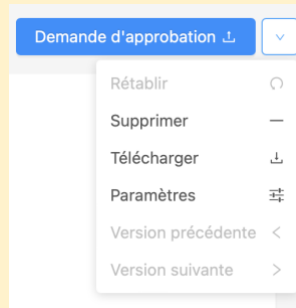 Demande d'approbation
Rétablir
Supprimer
Télécharger
Paramètres
Version précédente
Version suivante